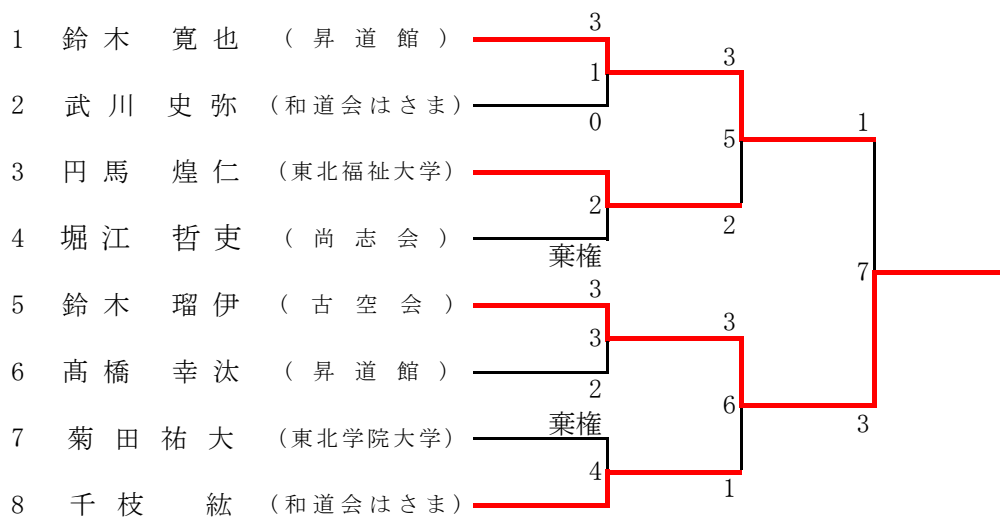 1 鈴木 寛也 (昇道館) 3
1
3
2 武川 史弥 (和道会はさま) 0
5
1
3 円馬 煌仁 (東北福祉大学)
2
2
4 堀江 哲吏 (尚志会) 棄権
7
5 鈴木 瑠伊 (古空会) 3
3
3
6 髙橋 幸汰 (昇道館) 2
6
3
7 菊田 祐大 (東北学院大学) 棄権
4
1
8 千枝 紘 (和道会はさま)